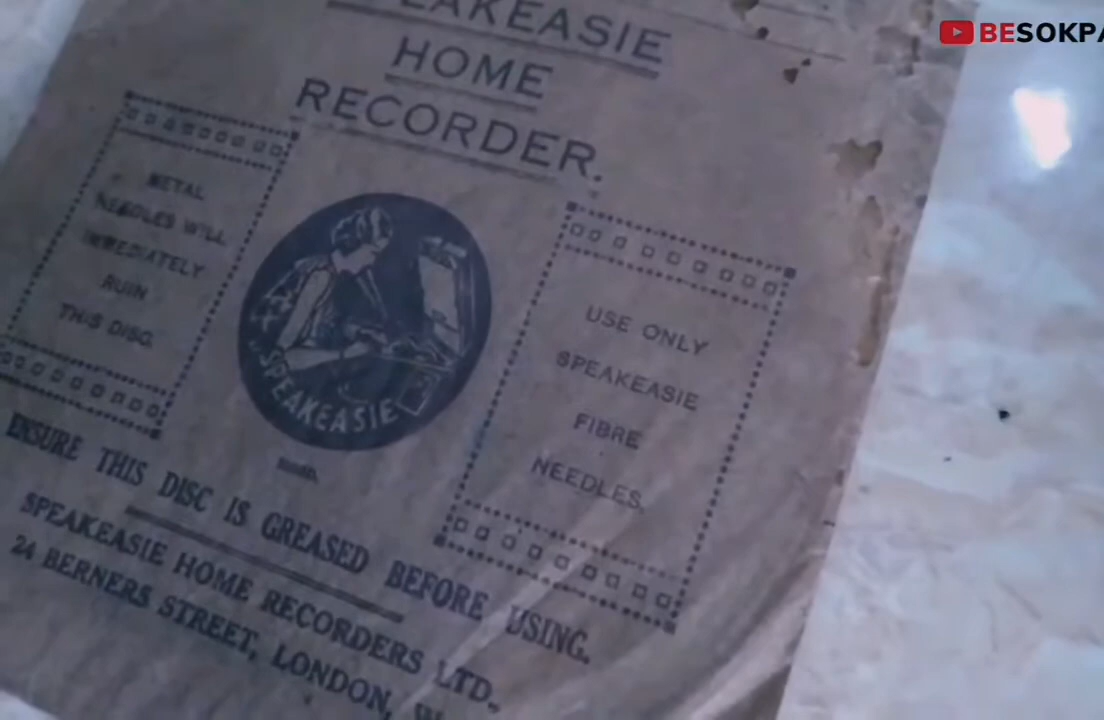 BESOKPA
SPEAKEASIE
HOME
RECORDER.
METAL
NEEDLES WILL
IMMEDIATELY
RUIN
THIS DISC.
SPEAKEASIE
USE ONLY
SPEAKEASIE
FIBRE
NEEDLES.
ENSURE THIS DISC IS GREASED BEFORE USING.
SPEAKEASIE HOME RECORDERS LTD.,
24 BERNERS STREET, LONDON, W